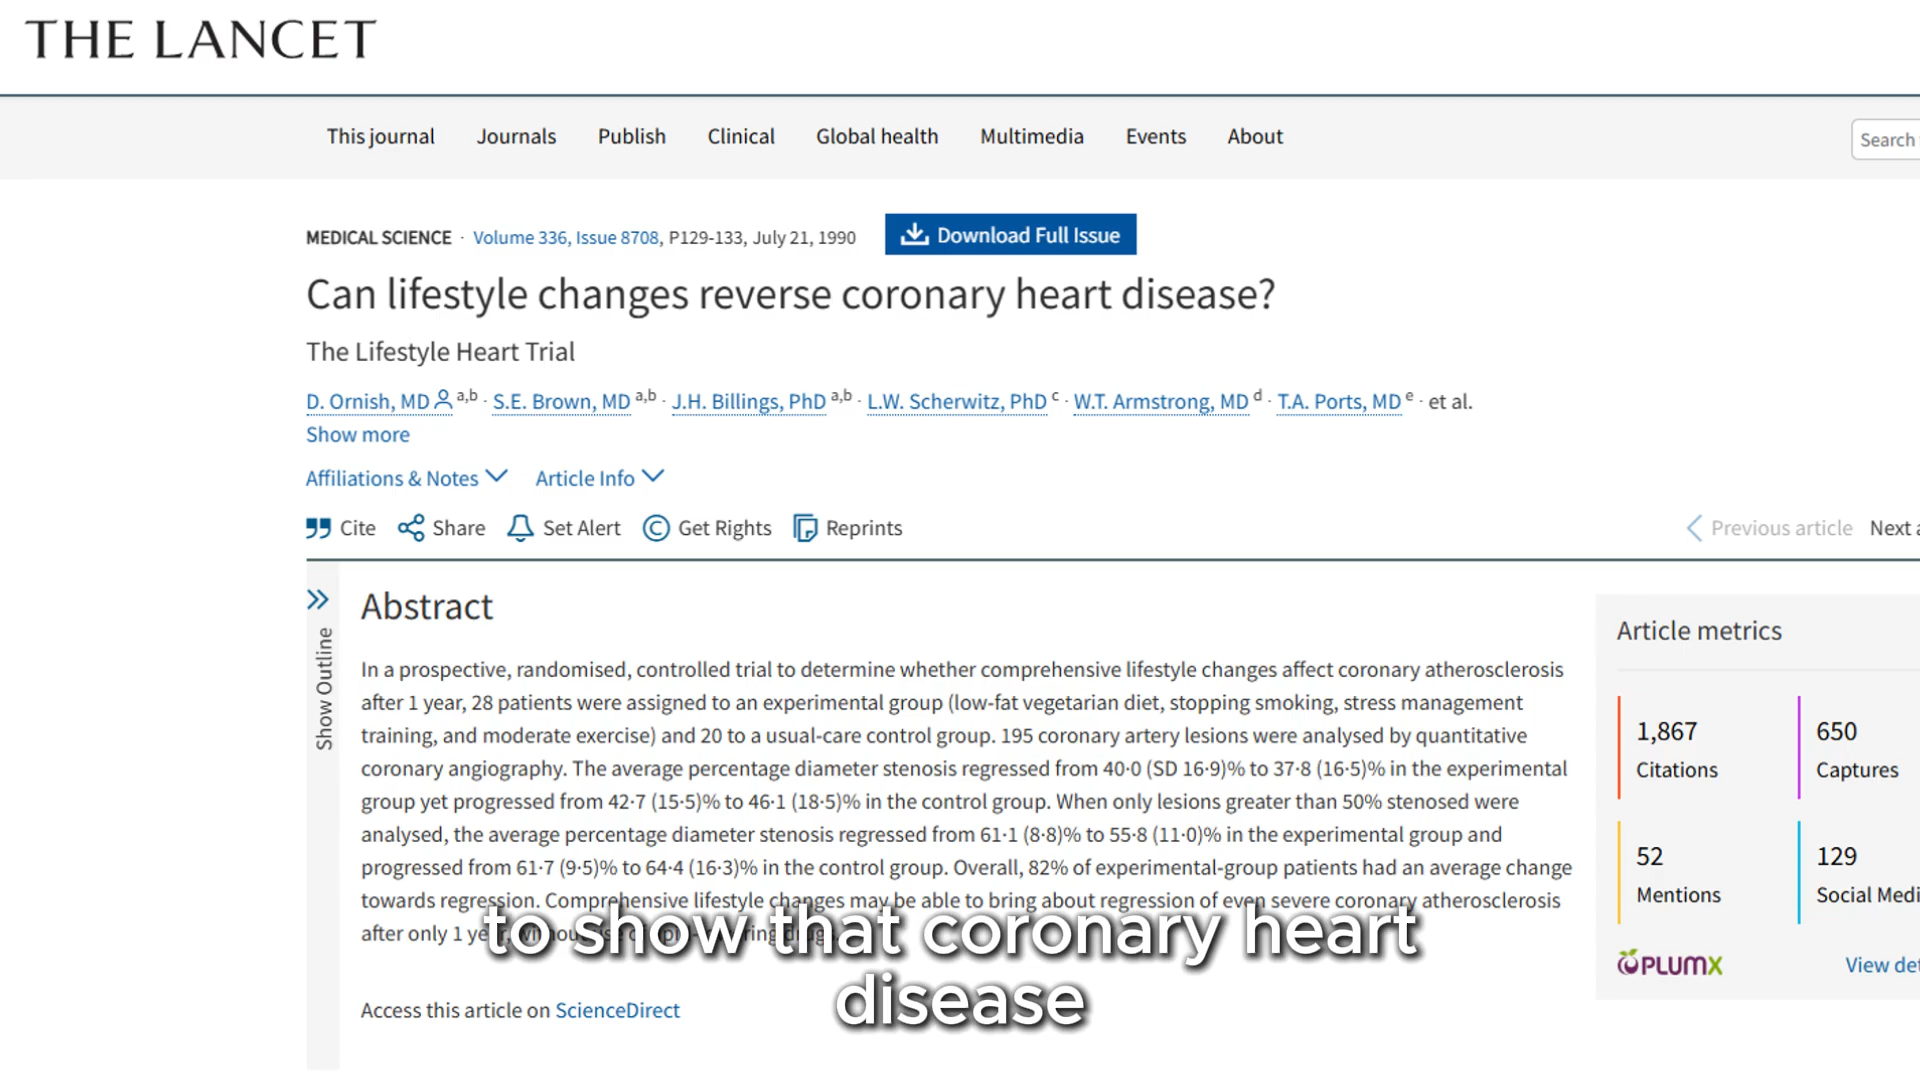 THE LANCET
This journal Journals Publish Clinical Global health Multimedia Events About
Search
MEDICAL SCIENCE · Volume 336, Issue 8708, P129-133, July 21, 1990 Download Full Issue
Can lifestyle changes reverse coronary heart disease?
The Lifestyle Heart Trial
D. Ornish, MD a,b · S.E. Brown, MD a,b · J.H. Billings, PhD a,b · L.W. Scherwitz, PhD c · W.T. Armstrong, MD d · T.A. Ports, MD e · et al.
Show more
Affiliations & Notes Article Info
Cite Share Set Alert © Get Rights Reprints
Previous article Next
Show Outline
Abstract
In a prospective, randomised, controlled trial to determine whether comprehensive lifestyle changes affect coronary atherosclerosis
after 1 year, 28 patients were assigned to an experimental group (low-fat vegetarian diet, stopping smoking, stress management
training, and moderate exercise) and 20 to a usual-care control group. 195 coronary artery lesions were analysed by quantitative
coronary angiography. The average percentage diameter stenosis regressed from 40·0 (SD 16·9)% to 37·8 (16·5)% in the experimental
group yet progressed from 42·7 (15·5)% to 46·1 (18·5)% in the control group. When only lesions greater than 50% stenosed were
analysed, the average percentage diameter stenosis regressed from 61·1 (8·8)% to 55·8 (11·0)% in the experimental group and
progressed from 61·7 (9·5)% to 64·4 (16·3)% in the control group. Overall, 82% of experimental-group patients had an average change
towards regression. Comprehensive lifestyle changes may be able to bring about regression of even severe coronary atherosclerosis
after only 1
to show that coronary heart
disease
Access this article on ScienceDirect
Article metrics
1,867
Citations
650
Captures
52
Mentions
129
Social
PLUMX
View